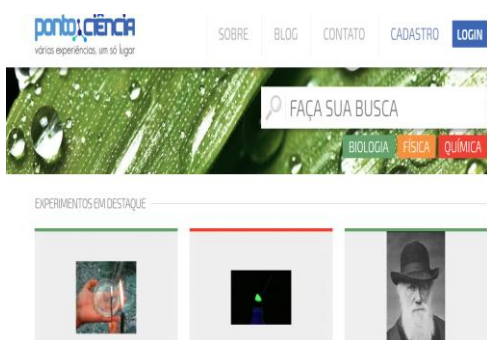 ponto ciência
várias experiências, um só lugar
SOBRE BLOG CONTATO CADASTRO LOGIN
FAÇA SUA BUSCA
BIOLOGIA FÍSICA QUÍMICA
EXPERIMENTOS EM DESTAQUE